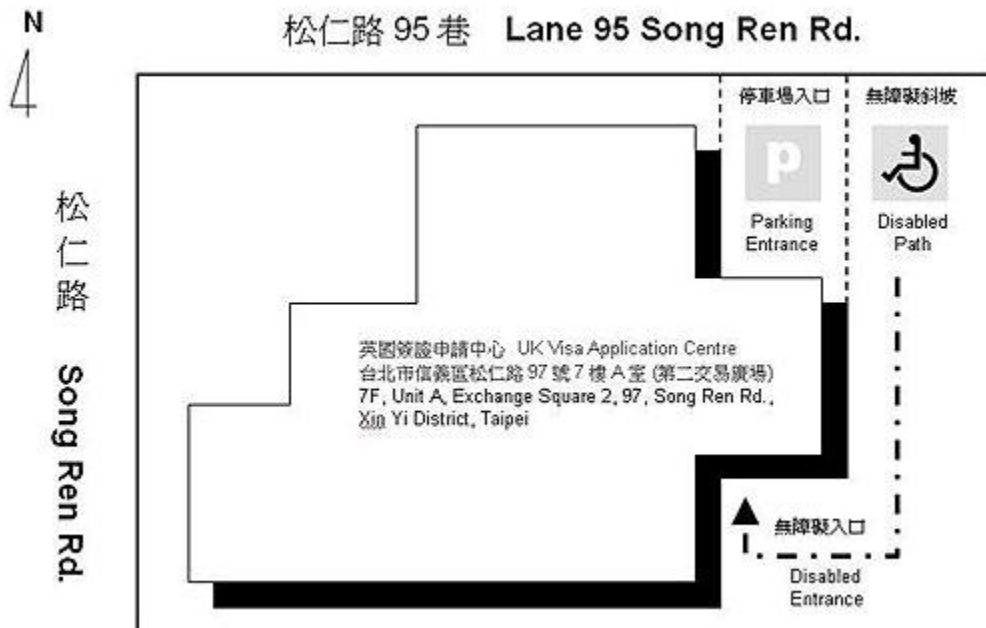 N
松仁路 95 巷 Lane 95 Song Ren Rd.
停車場入口
無障礙斜坡
P
Parking
Entrance
Disabled
Path
松仁路
Song Ren Rd.
英國簽證申請中心 UK Visa Application Centre
台北市信義區松仁路 97 號 7 樓 A 室 (第二交易廣場)
7F, Unit A, Exchange Square 2, 97, Song Ren Rd.,
Xin Yi District, Taipei
無障礙入口
Disabled
Entrance